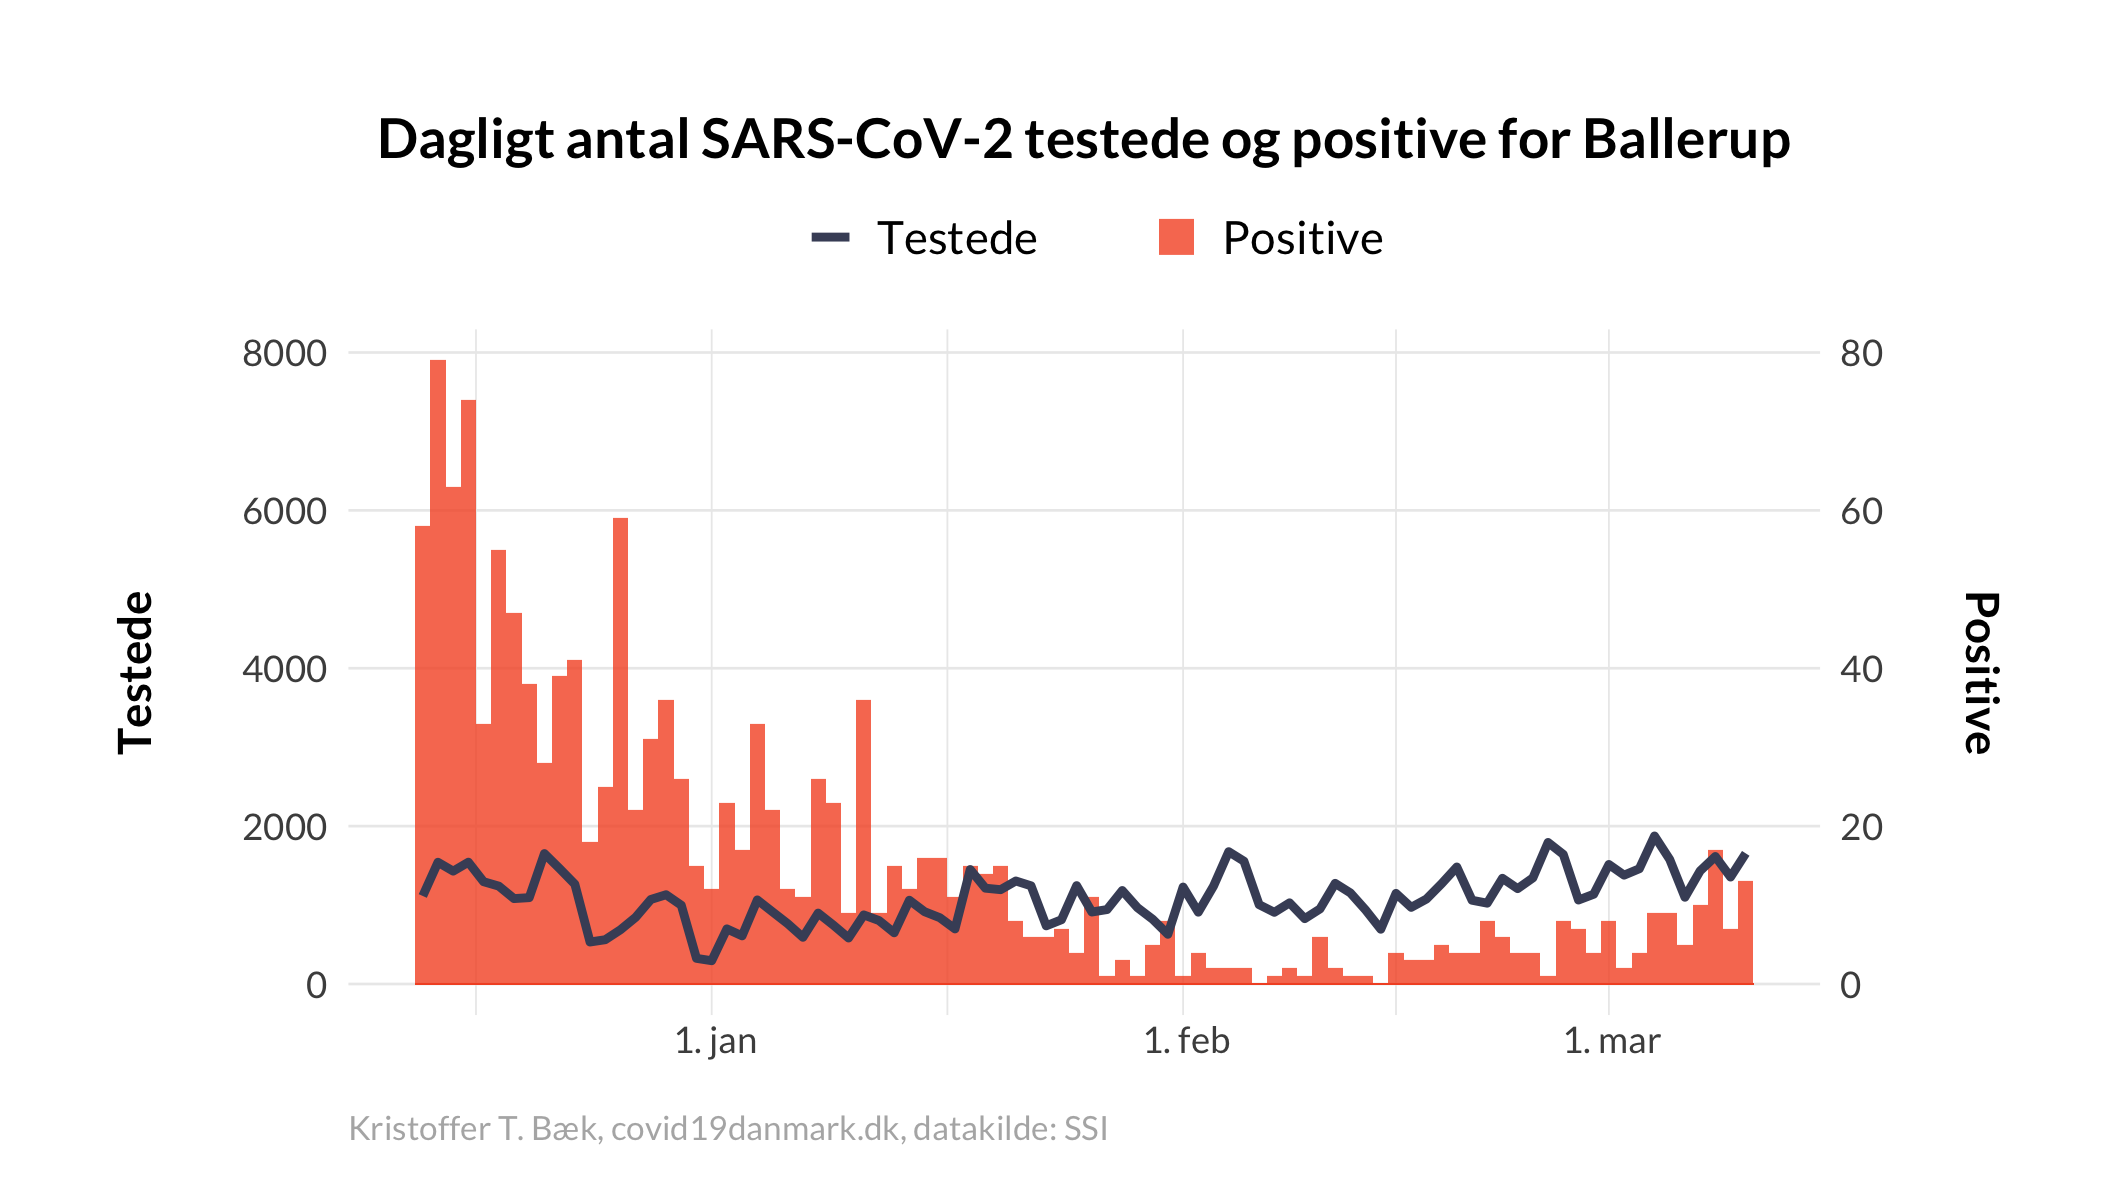 Dagligt antal SARS-CoV-2 testede og positive for Ballerup
Testede Positive
8000 80
6000 60
4000 40
2000 20
0 0
Testede
Positive
1. jan 1. feb 1. mar
Kristoffer T. Bæk, covid19danmark.dk, datakilde: SSI